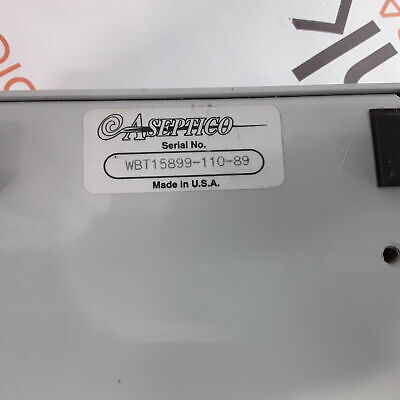 ASEPTICO
Serial No.
WBT15899-110-89
Made in U.S.A.